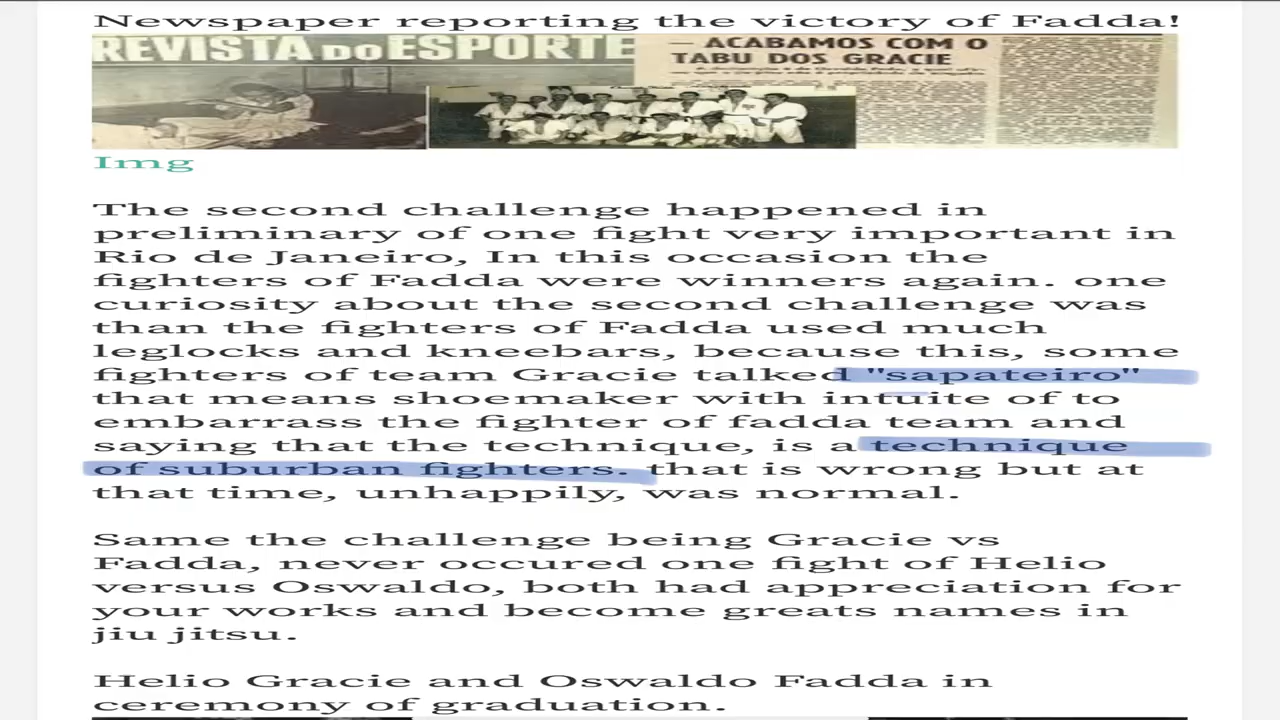 Newspaper reporting the victory of Fadda!
REVISTA DO ESPORTE
— ACABAMOS COM O
TABU DOS GRACIE
Img
The second challenge happened in
preliminary of one fight very important in
Rio de Janeiro, In this occasion the
fighters of Fadda were winners again. one
curiosity about the second challenge was
than the fighters of Fadda used much
leglocks and kneebars, because this, some
fighters of team Gracie talked "sapateiro"
that means shoemaker with intuite of to
embarrass the fighter of fadda team and
saying that the technique, is a technique
of suburban fighters. that is wrong but at
that time, unhappily, was normal.
Same the challenge being Gracie vs
Fadda, never occured one fight of Helio
versus Oswaldo, both had appreciation for
your works and become greats names in
jiu jitsu.
Helio Gracie and Oswaldo Fadda in
ceremony of graduation.